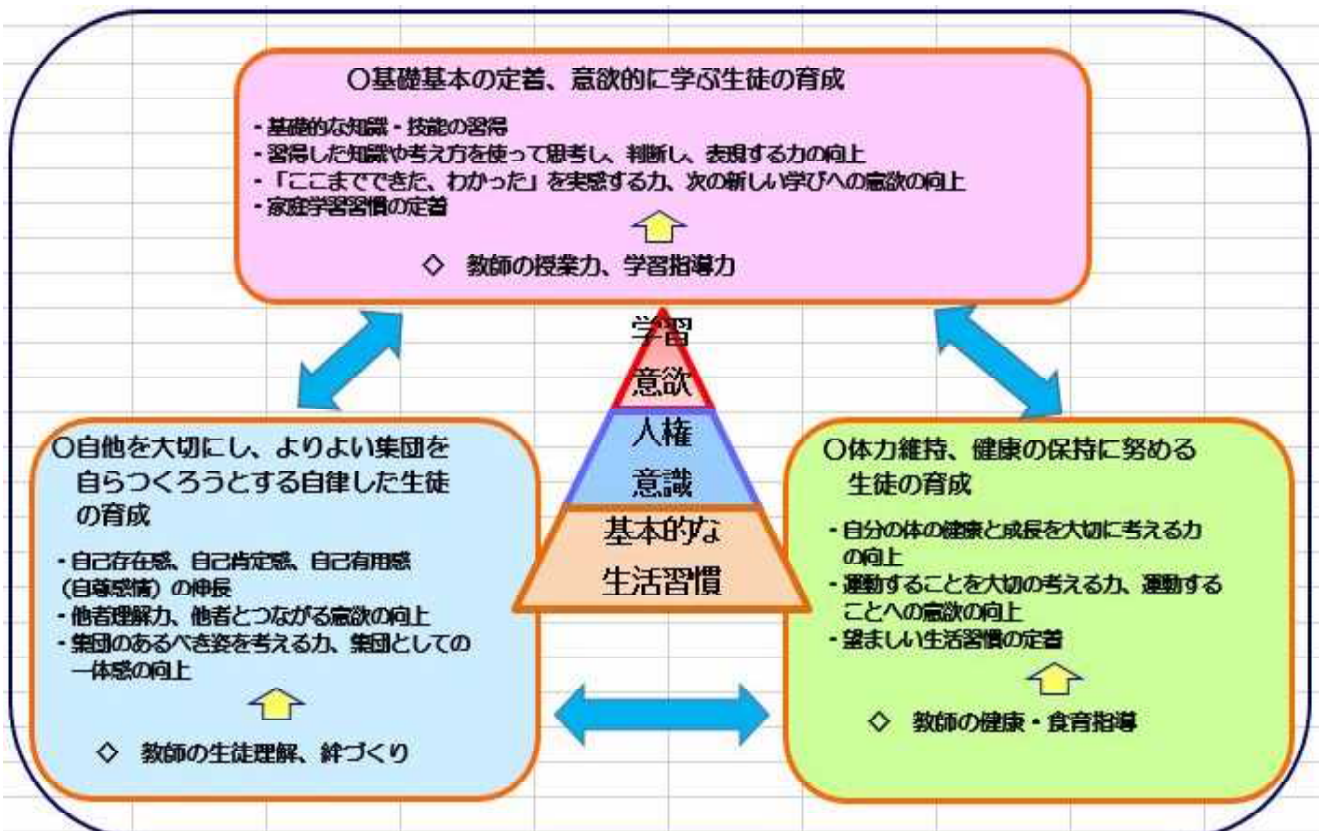 〇基礎基本の定着、意欲的に学ぶ生徒の育成
・基礎的な知識・技能の習得
・習得した知識や考え方を使って思考し、判断し、表現する力の向上
・「ここまでできた、わかった」を実感する力、次の新しい学びへの意欲の向上
・家庭学習習慣の定着
◇ 教師の授業力、学習指導力
学習
意欲
人権
意識
基本的な
生活習慣
〇自他を大切にし、よりよい集団を
自らつくろうとする自律した生徒
の育成
・自己存在感、自己肯定感、自己有用感
（自尊感情）の伸長
・他者理解力、他者とつながる意欲の向上
・集団のあるべき姿を考える力、集団としての
一体感の向上
◇ 教師の生徒理解、絆づくり
〇体力維持、健康の保持に努める
生徒の育成
・自分の体の健康と成長を大切に考える力
の向上
・運動することを大切の考える力、運動する
ことへの意欲の向上
・望ましい生活習慣の定着
◇ 教師の健康・食育指導